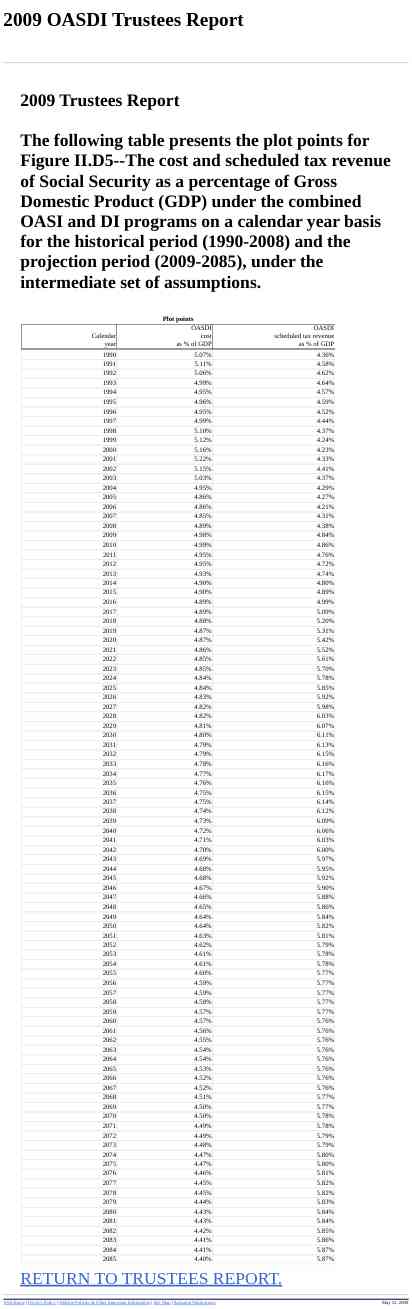 2009 OASDI Trustees Report
2009 Trustees Report
The following table presents the plot points for
Figure II.D5--The cost and scheduled tax revenue
of Social Security as a percentage of Gross
Domestic Product (GDP) under the combined
OASI and DI programs on a calendar year basis
for the historical period (1990-2008) and the
projection period (2009-2085), under the
intermediate set of assumptions.
Plot points
Calendar year OASDI cost as % of GDP OASDI scheduled tax revenue as % of GDP
1990 5.07% 4.36%
1991 5.11% 4.58%
1992 5.06% 4.62%
1993 4.99% 4.64%
1994 4.95% 4.57%
1995 4.96% 4.59%
1996 4.95% 4.52%
1997 4.99% 4.44%
1998 5.10% 4.37%
1999 5.12% 4.24%
2000 5.16% 4.23%
2001 5.22% 4.33%
2002 5.15% 4.41%
2003 5.03% 4.37%
2004 4.95% 4.29%
2005 4.86% 4.27%
2006 4.86% 4.21%
2007 4.85% 4.31%
2008 4.89% 4.38%
2009 4.98% 4.84%
2010 4.99% 4.86%
2011 4.95% 4.76%
2012 4.95% 4.72%
2013 4.93% 4.74%
2014 4.90% 4.80%
2015 4.90% 4.89%
2016 4.89% 4.99%
2017 4.89% 5.09%
2018 4.88% 5.20%
2019 4.87% 5.31%
2020 4.87% 5.42%
2021 4.86% 5.52%
2022 4.85% 5.61%
2023 4.85% 5.70%
2024 4.84% 5.78%
2025 4.84% 5.85%
2026 4.83% 5.92%
2027 4.82% 5.98%
2028 4.82% 6.03%
2029 4.81% 6.07%
2030 4.80% 6.11%
2031 4.79% 6.13%
2032 4.79% 6.15%
2033 4.78% 6.16%
2034 4.77% 6.17%
2035 4.76% 6.16%
2036 4.75% 6.15%
2037 4.75% 6.14%
2038 4.74% 6.12%
2039 4.73% 6.09%
2040 4.72% 6.06%
2041 4.71% 6.03%
2042 4.70% 6.00%
2043 4.69% 5.97%
2044 4.68% 5.95%
2045 4.68% 5.92%
2046 4.67% 5.90%
2047 4.66% 5.88%
2048 4.65% 5.86%
2049 4.64% 5.84%
2050 4.64% 5.82%
2051 4.63% 5.81%
2052 4.62% 5.79%
2053 4.61% 5.78%
2054 4.61% 5.78%
2055 4.60% 5.77%
2056 4.59% 5.77%
2057 4.59% 5.77%
2058 4.58% 5.77%
2059 4.57% 5.77%
2060 4.57% 5.76%
2061 4.56% 5.76%
2062 4.55% 5.76%
2063 4.54% 5.76%
2064 4.54% 5.76%
2065 4.53% 5.76%
2066 4.52% 5.76%
2067 4.52% 5.76%
2068 4.51% 5.77%
2069 4.50% 5.77%
2070 4.50% 5.78%
2071 4.49% 5.78%
2072 4.49% 5.79%
2073 4.48% 5.79%
2074 4.47% 5.80%
2075 4.47% 5.80%
2076 4.46% 5.81%
2077 4.45% 5.82%
2078 4.45% 5.82%
2079 4.44% 5.83%
2080 4.43% 5.84%
2081 4.43% 5.84%
2082 4.42% 5.85%
2083 4.41% 5.86%
2084 4.41% 5.87%
2085 4.40% 5.87%
RETURN TO TRUSTEES REPORT.